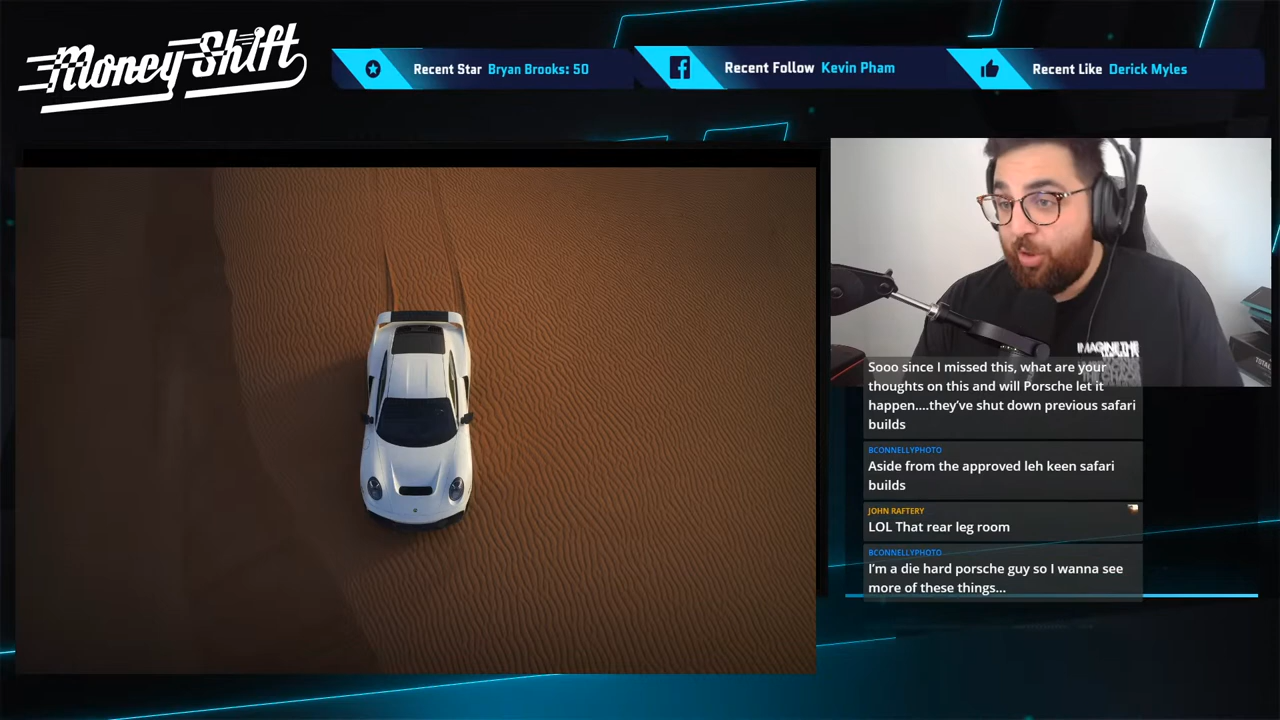 Money Shift
Recent Star Bryan Brooks: 50
Recent Follow Kevin Pham
Recent Like Derick Myles
IMAGINE THE
TOTAL
Sooo since I missed this, what are your
thoughts on this and will Porsche let it
happen....they've shut down previous safari
builds
BCONNELLYPHOTO
Aside from the approved leh keen safari
builds
JOHN RAFTERY
LOL That rear leg room
BCONNELLYPHOTO
I'm a die hard porsche guy so I wanna see
more of these things...